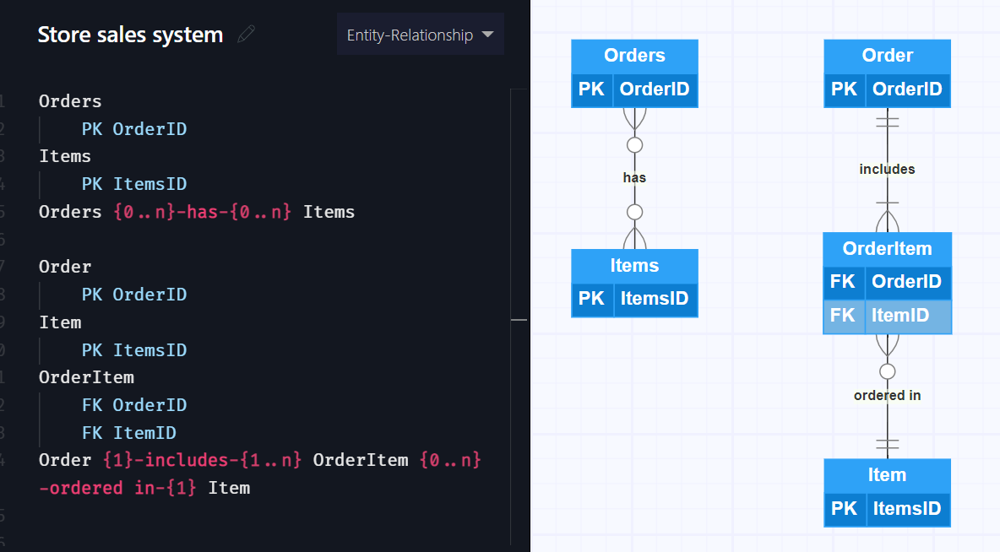 Store sales system
Entity-Relationship
Orders
PK OrderID
Items
PK ItemsID
Orders {0..n}-has-{0..n} Items
Order
PK OrderID
Item
PK ItemsID
OrderItem
FK OrderID
FK ItemID
Order {1}-includes-{1..n} OrderItem {0..n}
-ordered in-{1} Item
Orders
PK OrderID
has
Items
PK ItemsID
Order
PK OrderID
includes
OrderItem
FK OrderID
FK ItemID
ordered in
Item
PK ItemsID